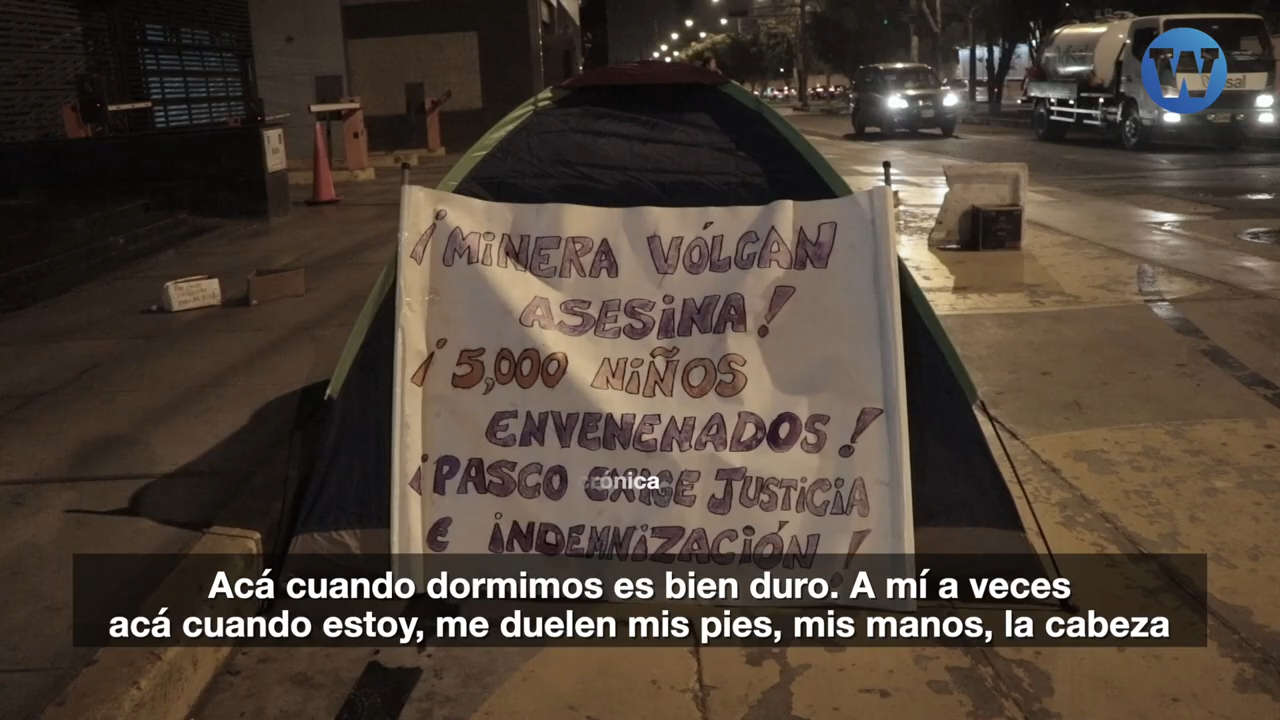 W
sal
¡MINERA VÓLCAN
ASESINA!
¡5,000 NIÑOS
ENVENENADOS!
¡PASCO EXIGE JUSTICIA
crónica
E INDEMNIZACIÓN!
Acá cuando dormimos es bien duro. A mí a veces
acá cuando estoy, me duelen mis pies, mis manos, la cabeza